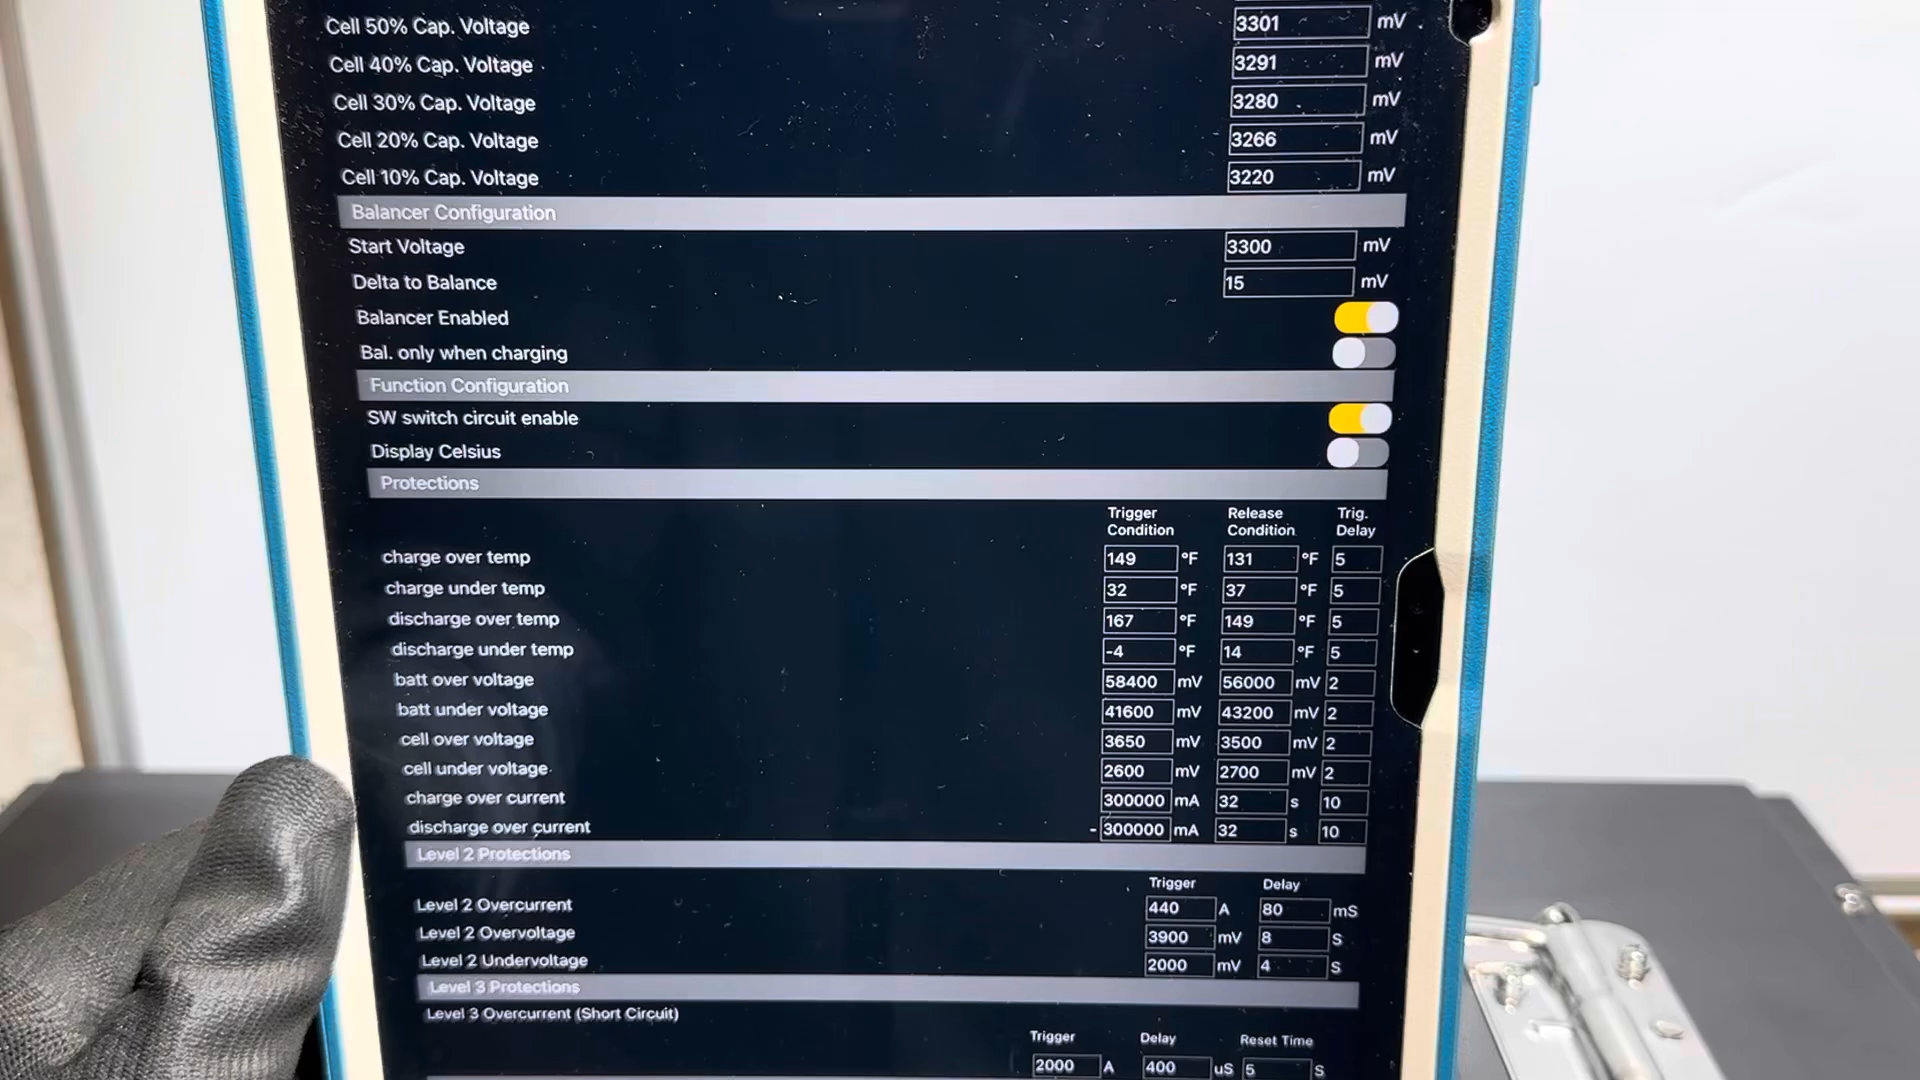 Cell 50% Cap. Voltage 3301 mV
Cell 40% Cap. Voltage 3291 mV
Cell 30% Cap. Voltage 3280 mV
Cell 20% Cap. Voltage 3266 mV
Cell 10% Cap. Voltage 3220 mV
Balancer Configuration
Start Voltage 3300 mV
Delta to Balance 15 mV
Balancer Enabled
Bal. only when charging
Function Configuration
SW switch circuit enable
Display Celsius
Protections
Trigger Condition Release Condition Trig. Delay
charge over temp 149 °F 131 °F 5
charge under temp 32 °F 37 °F 5
discharge over temp 167 °F 149 °F 5
discharge under temp -4 °F 14 °F 5
batt over voltage 58400 mV 56000 mV 2
batt under voltage 41600 mV 43200 mV 2
cell over voltage 3650 mV 3500 mV 2
cell under voltage 2600 mV 2700 mV 2
charge over current 300000 mA 32 s 10
discharge over current - 300000 mA 32 s 10
Level 2 Protections
Trigger Delay
Level 2 Overcurrent 440 A 80 mS
Level 2 Overvoltage 3900 mV 8 S
Level 2 Undervoltage 2000 mV 4 S
Level 3 Protections
Level 3 Overcurrent (Short Circuit)
Trigger Delay Reset Time
2000 A 400 uS 5 S